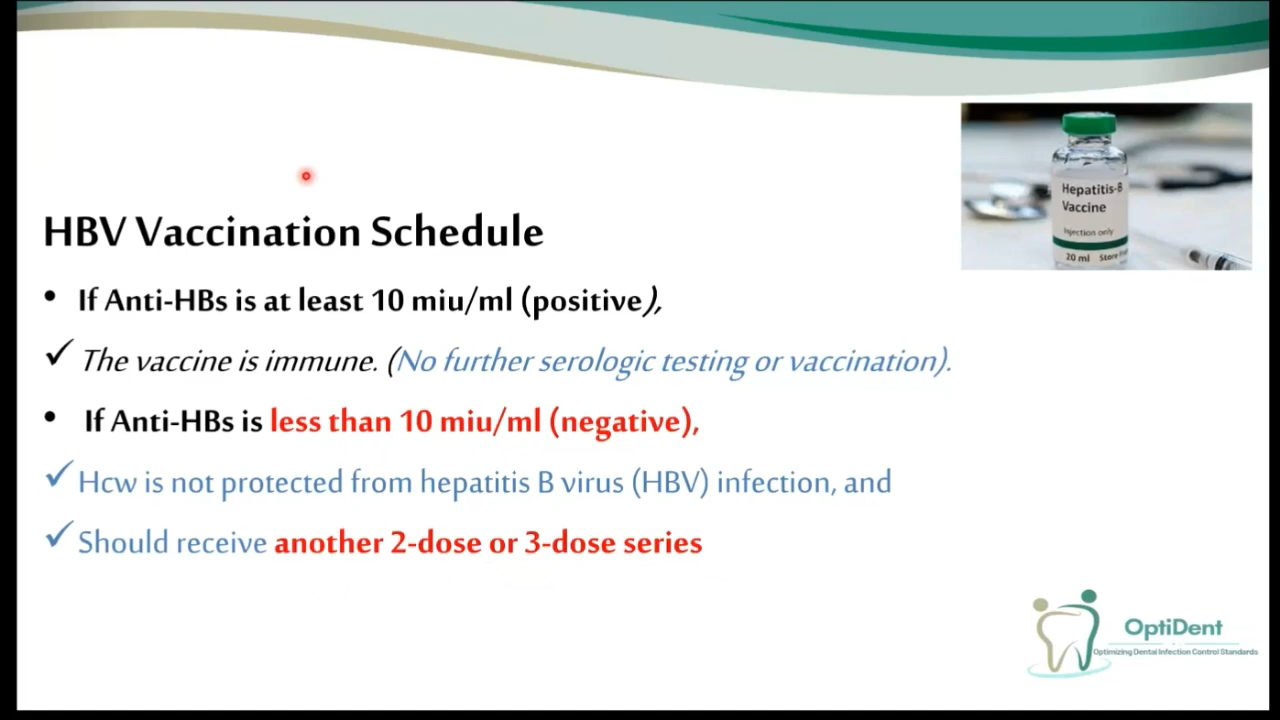 Hepatitis-B
Vaccine
Injection only
20 ml Store
HBV Vaccination Schedule
• If Anti-HBs is at least 10 miu/ml (positive),
✓ The vaccine is immune. (No further serologic testing or vaccination).
• If Anti-HBs is less than 10 miu/ml (negative),
✓ Hcw is not protected from hepatitis B virus (HBV) infection, and
✓ Should receive another 2-dose or 3-dose series
OptiDent
Optimizing Dental Infection Control Standards